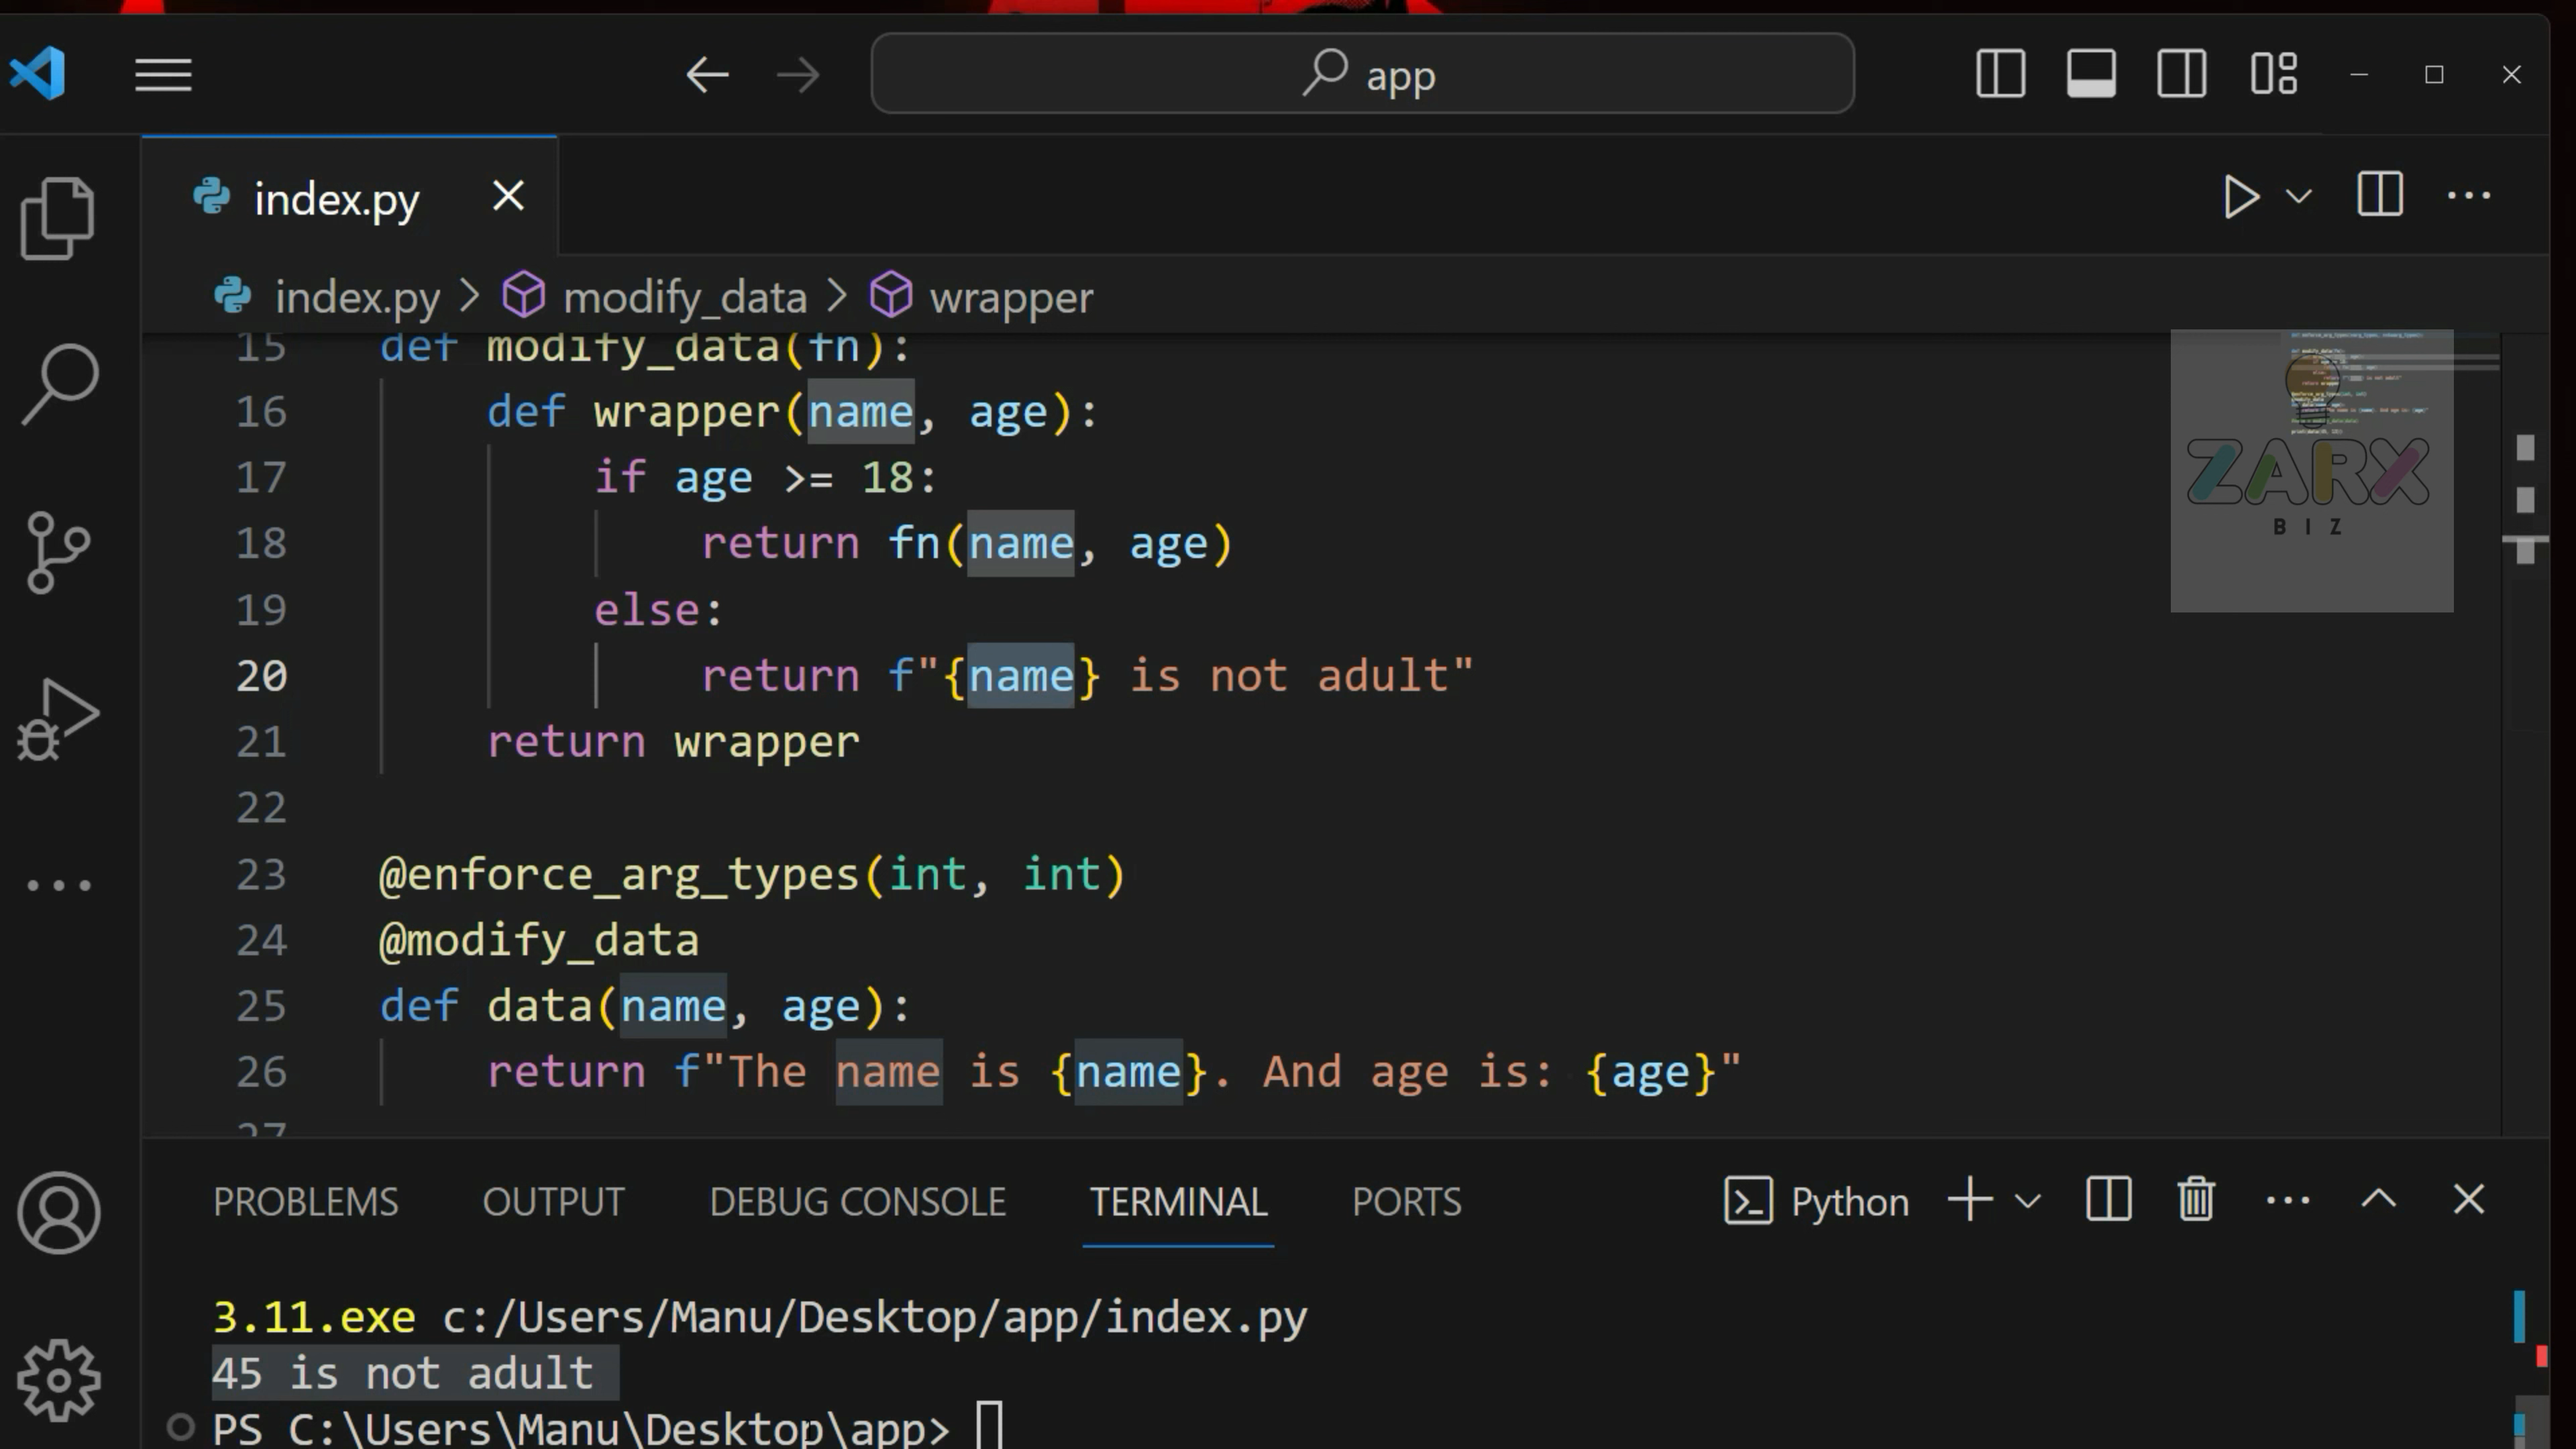 app
index.py
index.py > modify_data > wrapper
15 def modify_data(fn):
16 def wrapper(name, age):
17 if age >= 18:
18 return fn(name, age)
19 else:
20 return f"{name} is not adult"
21 return wrapper
22
23 @enforce_arg_types(int, int)
24 @modify_data
25 def data(name, age):
26 return f"The name is {name}. And age is: {age}"
27
ZARX
BIZ
PROBLEMS OUTPUT DEBUG CONSOLE TERMINAL PORTS Python
3.11.exe c:/Users/Manu/Desktop/app/index.py
45 is not adult
PS C:\Users\Manu\Desktop\app>